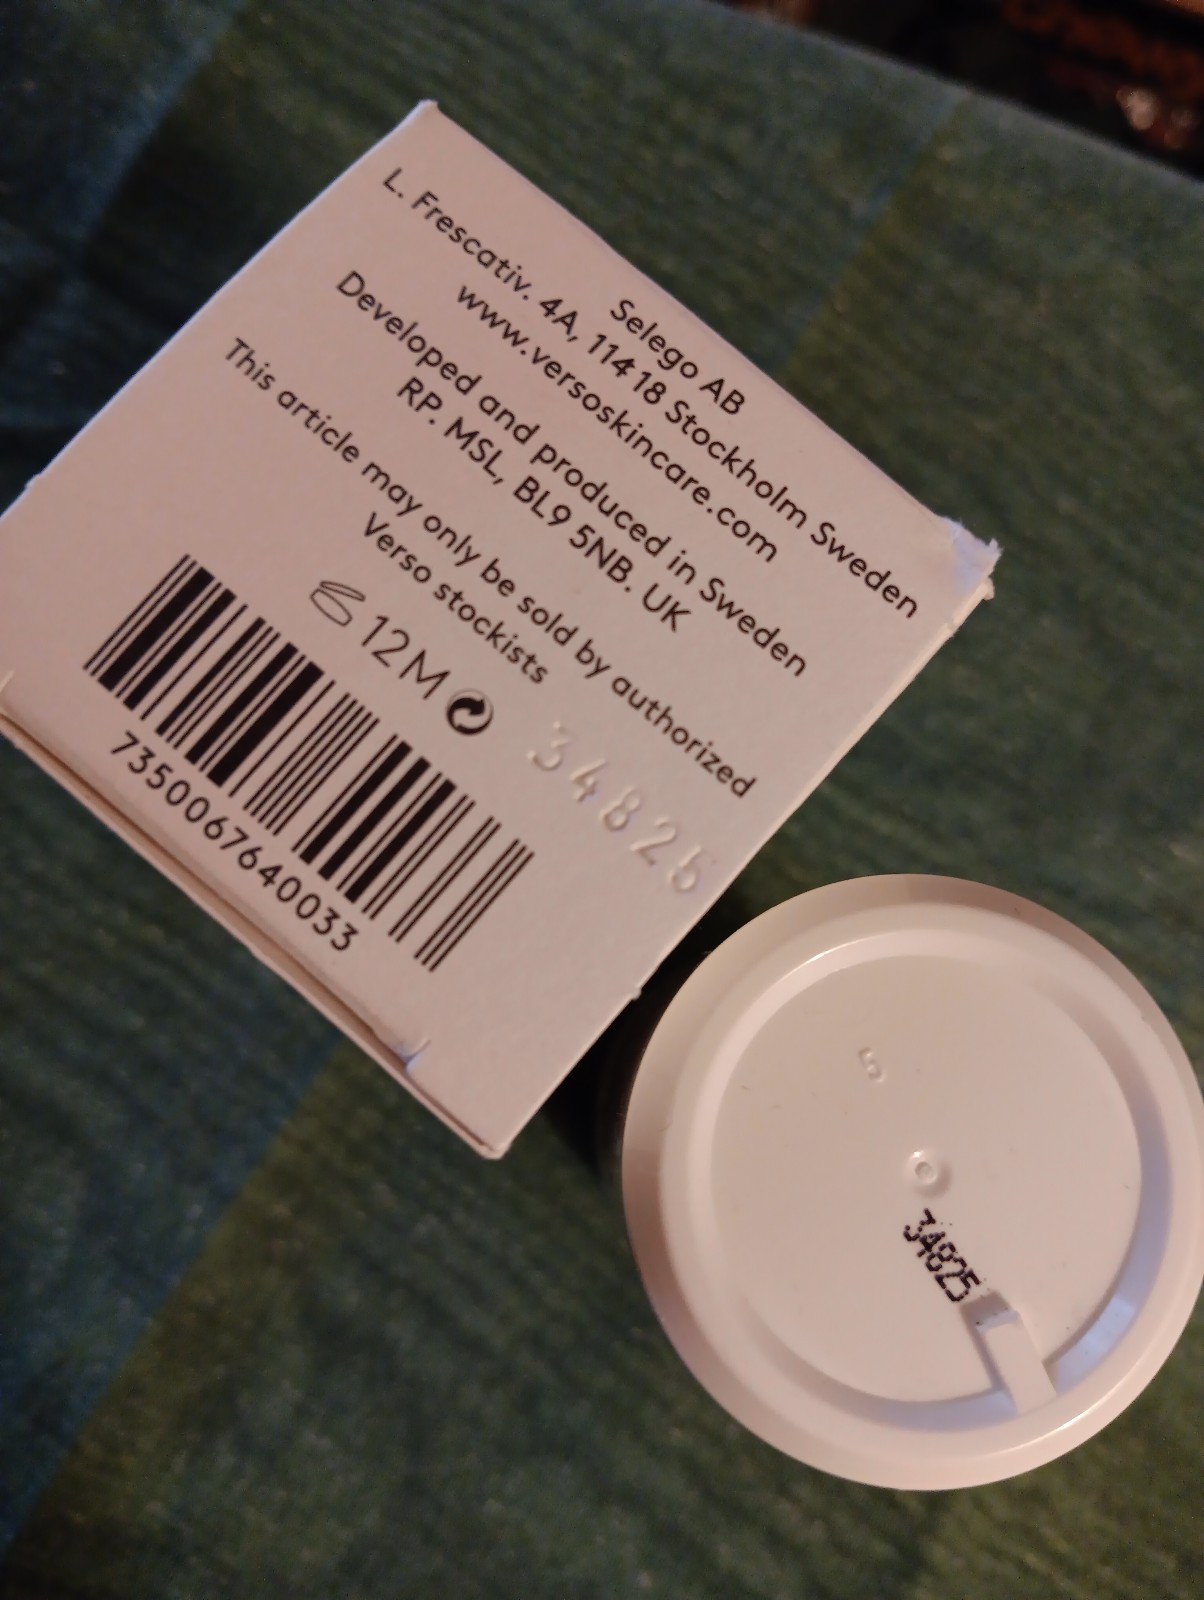 Selego AB
L. Frescativ. 4A, 114 18 Stockholm Sweden
www.versoskincare.com
Developed and produced in Sweden
RP. MSL, BL9 5NB. UK
This article may only be sold by authorized
Verso stockists
12M
34825
7350067640033
5
34825